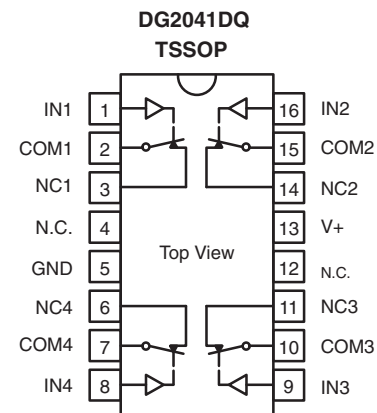 DG2041DQ
TSSOP
IN1 1 16 IN2
COM1 2 15 COM2
NC1 3 14 NC2
N.C. 4 13 V+
Top View
GND 5 12 N.C.
NC4 6 11 NC3
COM4 7 10 COM3
IN4 8 9 IN3